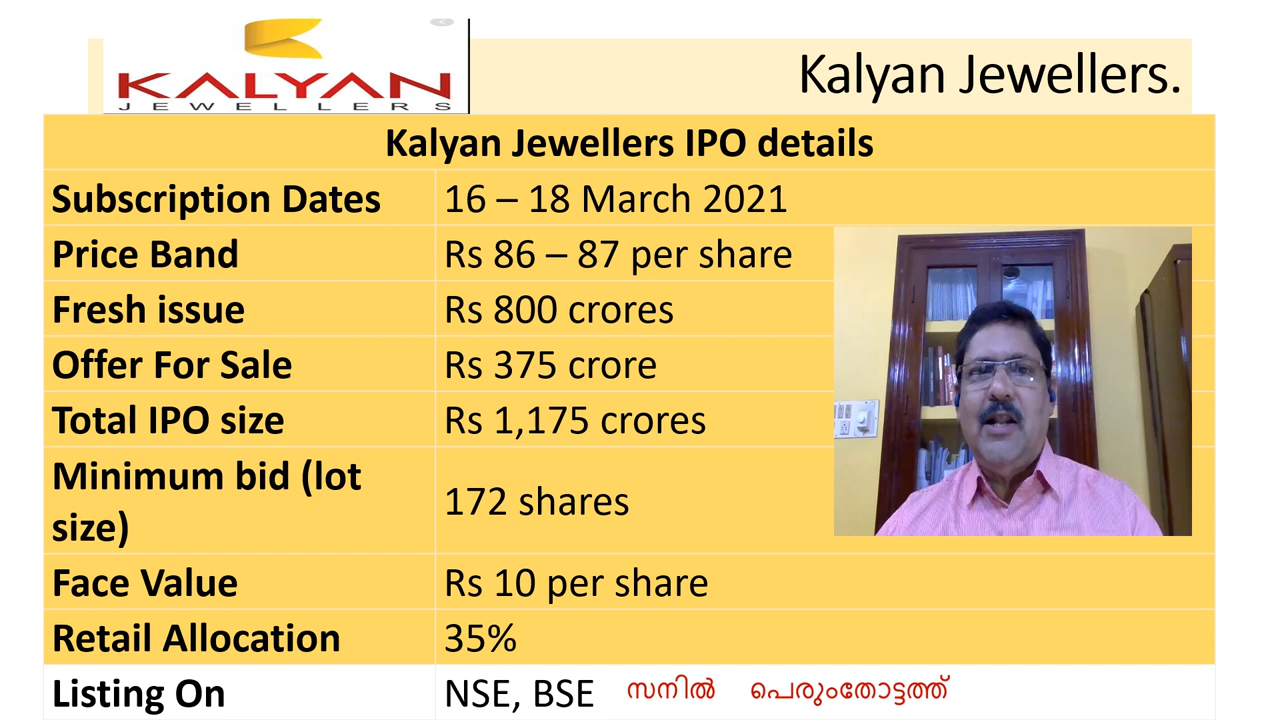 KALYAN
JEWELLERS
Kalyan Jewellers.
Kalyan Jewellers IPO details
Subscription Dates 16 – 18 March 2021
Price Band Rs 86 – 87 per share
Fresh issue Rs 800 crores
Offer For Sale Rs 375 crore
Total IPO size Rs 1,175 crores
Minimum bid (lot
size) 172 shares
Face Value Rs 10 per share
Retail Allocation 35%
Listing On NSE, BSE സനിൽ പെരുംതോട്ടത്ത്